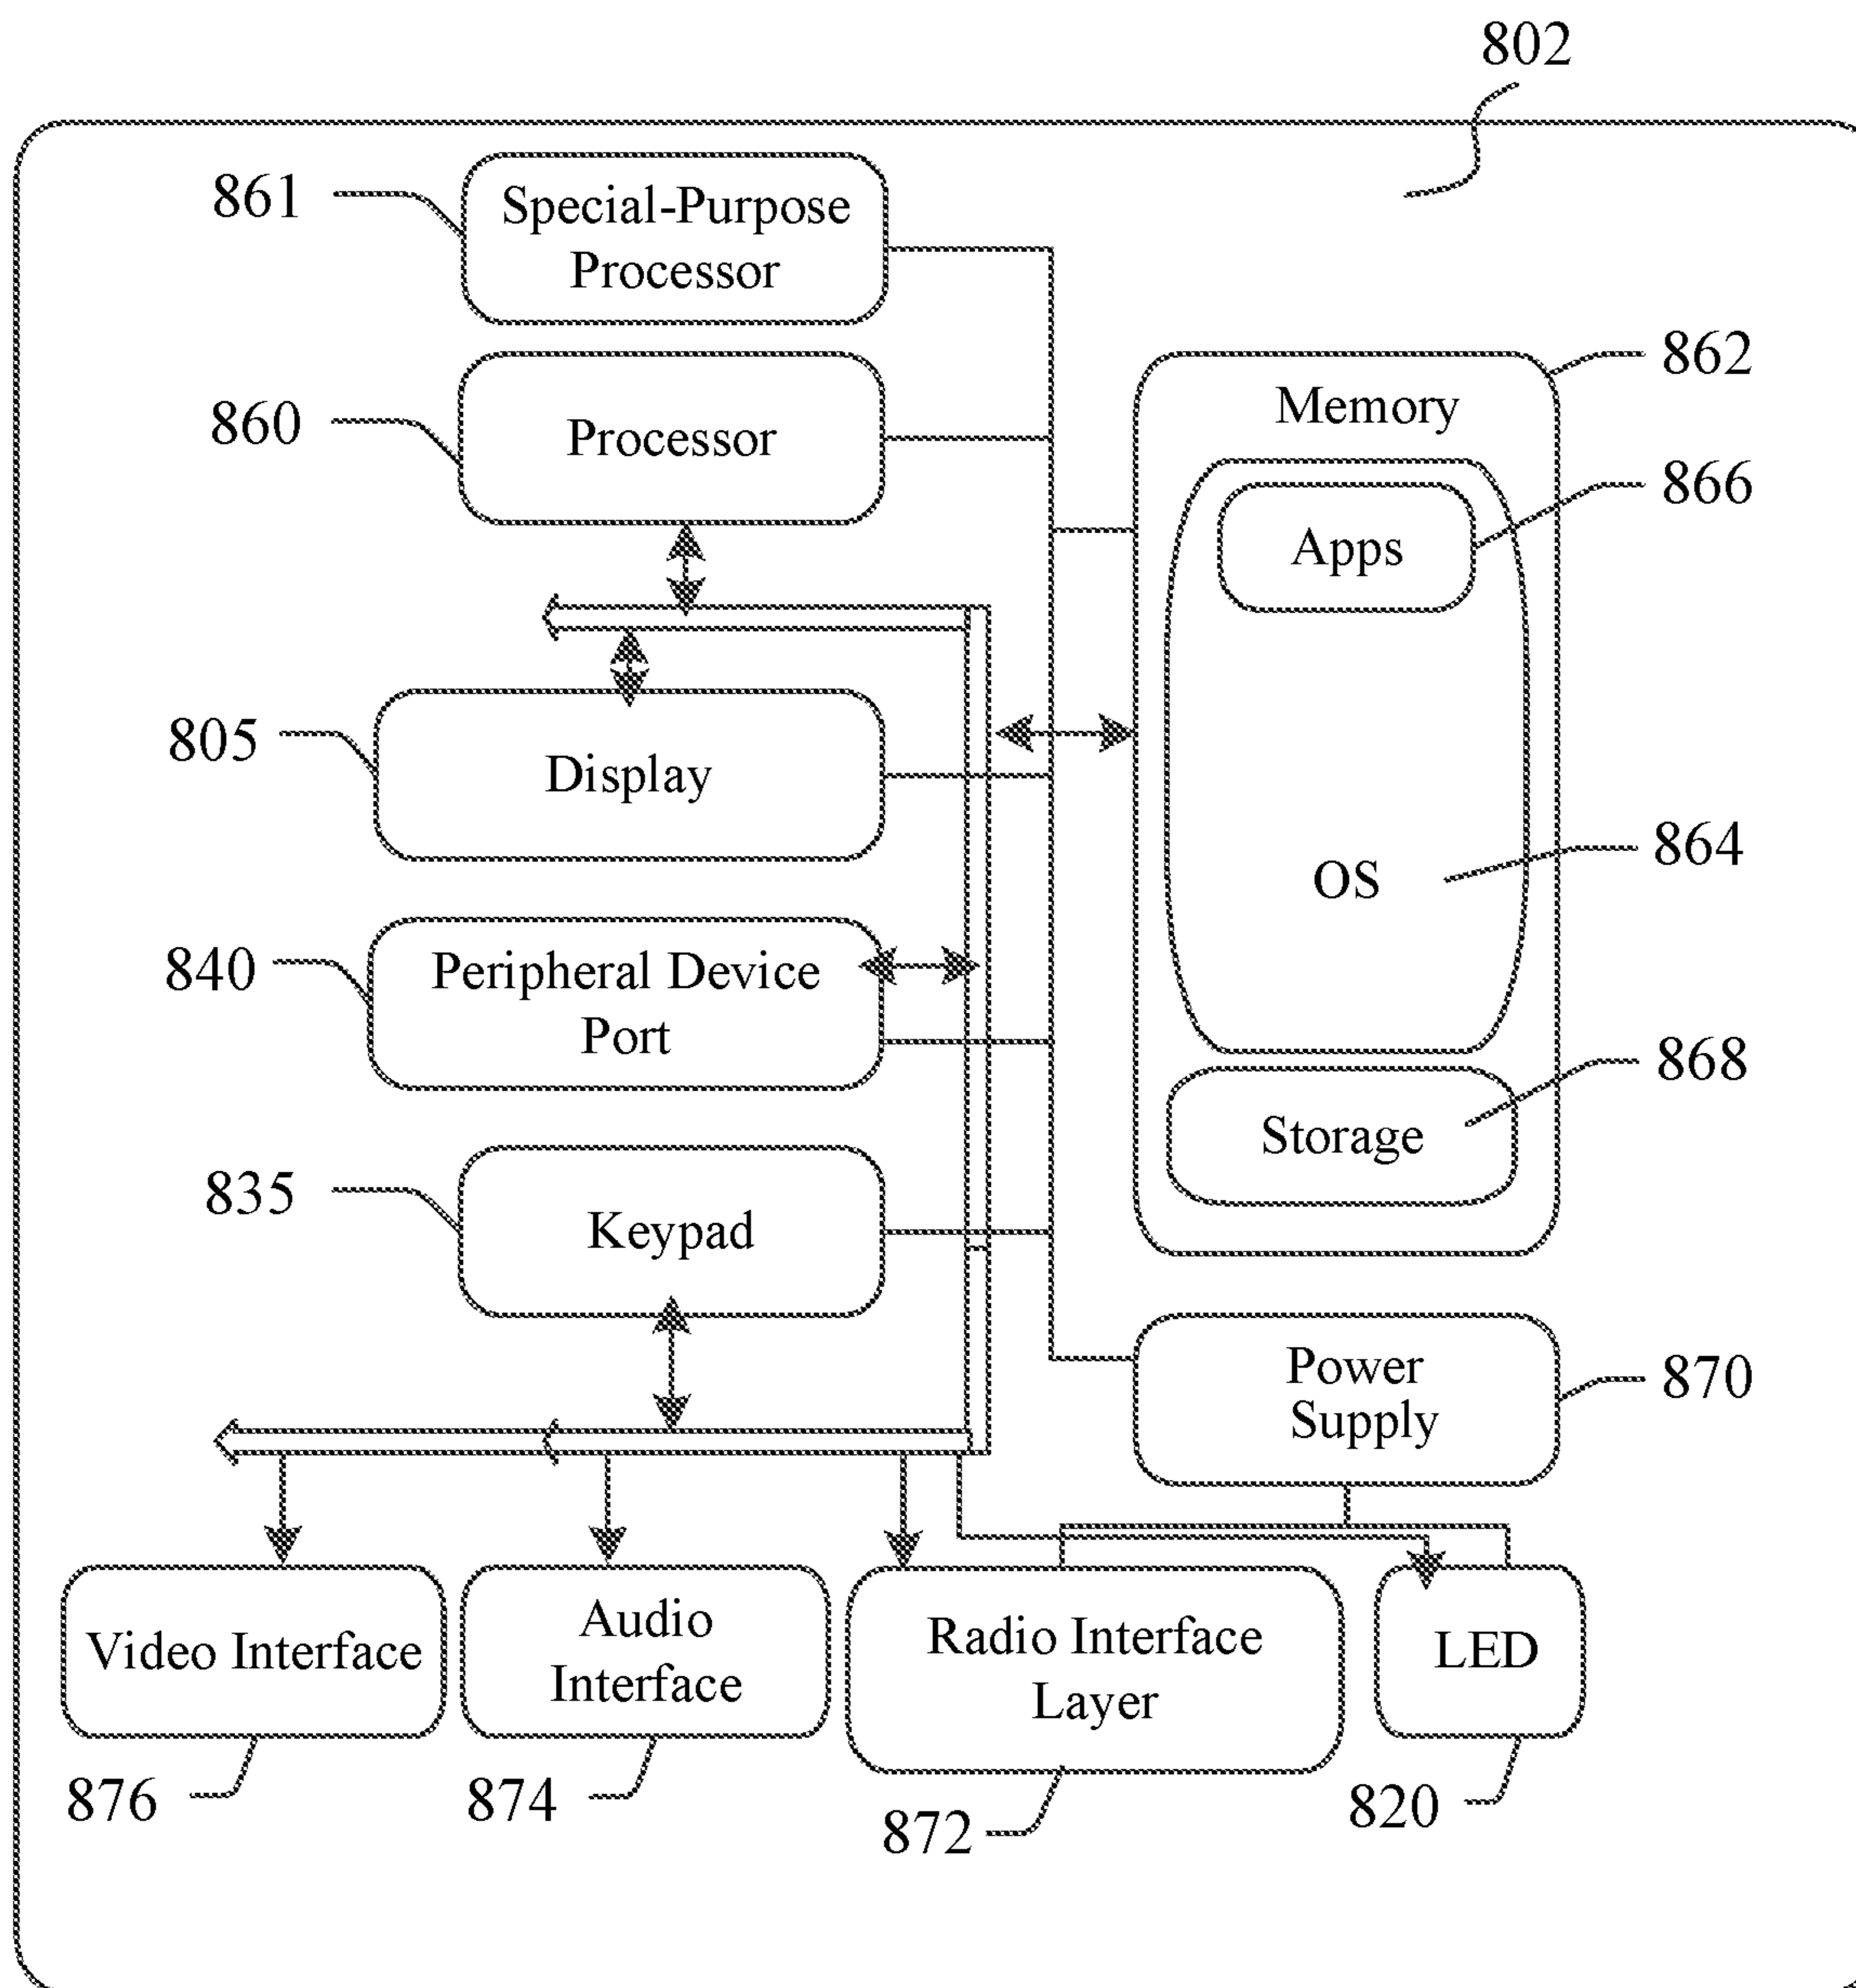 802
861
Special-Purpose
Processor
862
Memory
860
Processor
866
Apps
805
Display
864
OS
840
Peripheral Device
Port
868
Storage
835
Keypad
Power
Supply
870
Video Interface
Audio
Interface
Radio Interface
Layer
LED
876
874
872
820